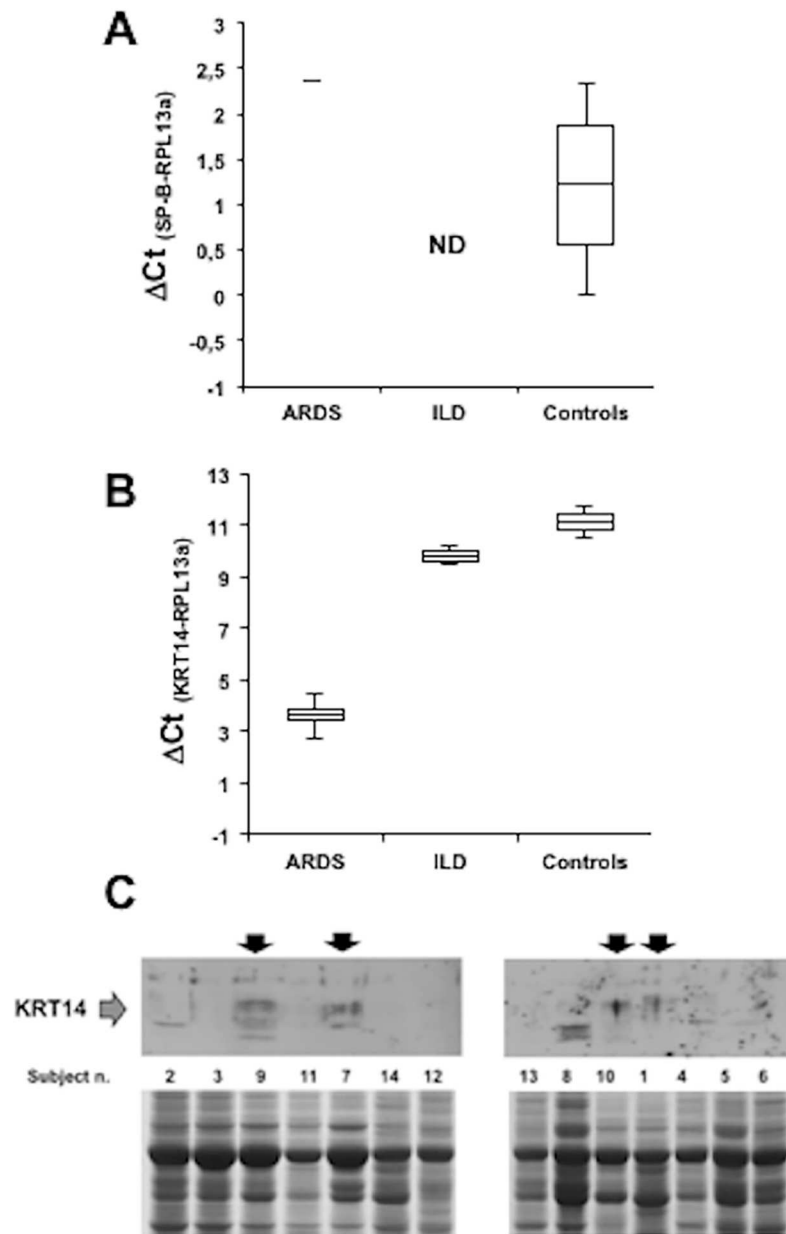 A
3
2,5
2
1,5
1
0,5
0
-0,5
-1
ΔCt (SP-B-RPL13a)
ND
ARDS ILD Controls
B
13
11
9
7
5
3
1
-1
ΔCt (KRT14-RPL13a)
ARDS ILD Controls
C
KRT14
Subject n. 2 3 9 11 7 14 12 13 8 10 1 4 5 6